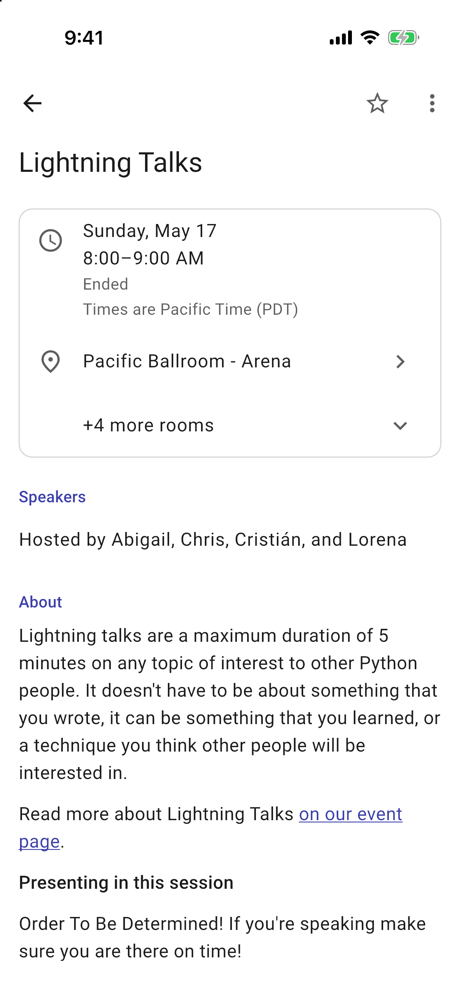 9:41
Lightning Talks
Sunday, May 17
8:00–9:00 AM
Ended
Times are Pacific Time (PDT)
Pacific Ballroom - Arena
+4 more rooms
Speakers
Hosted by Abigail, Chris, Cristián, and Lorena
About
Lightning talks are a maximum duration of 5
minutes on any topic of interest to other Python
people. It doesn't have to be about something that
you wrote, it can be something that you learned, or
a technique you think other people will be
interested in.
Read more about Lightning Talks on our event
page.
Presenting in this session
Order To Be Determined! If you're speaking make
sure you are there on time!